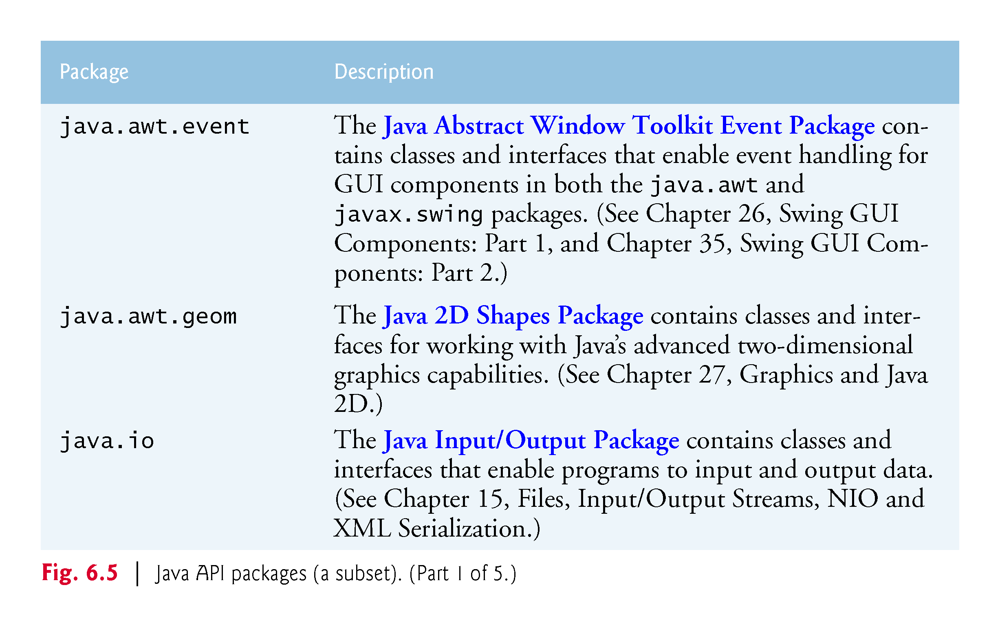 Package Description
java.awt.event The Java Abstract Window Toolkit Event Package con-
tains classes and interfaces that enable event handling for
GUI components in both the java.awt and
javax.swing packages. (See Chapter 26, Swing GUI
Components: Part 1, and Chapter 35, Swing GUI Com-
ponents: Part 2.)
java.awt.geom The Java 2D Shapes Package contains classes and inter-
faces for working with Java’s advanced two-dimensional
graphics capabilities. (See Chapter 27, Graphics and Java
2D.)
java.io The Java Input/Output Package contains classes and
interfaces that enable programs to input and output data.
(See Chapter 15, Files, Input/Output Streams, NIO and
XML Serialization.)
Fig. 6.5 | Java API packages (a subset). (Part 1 of 5.)